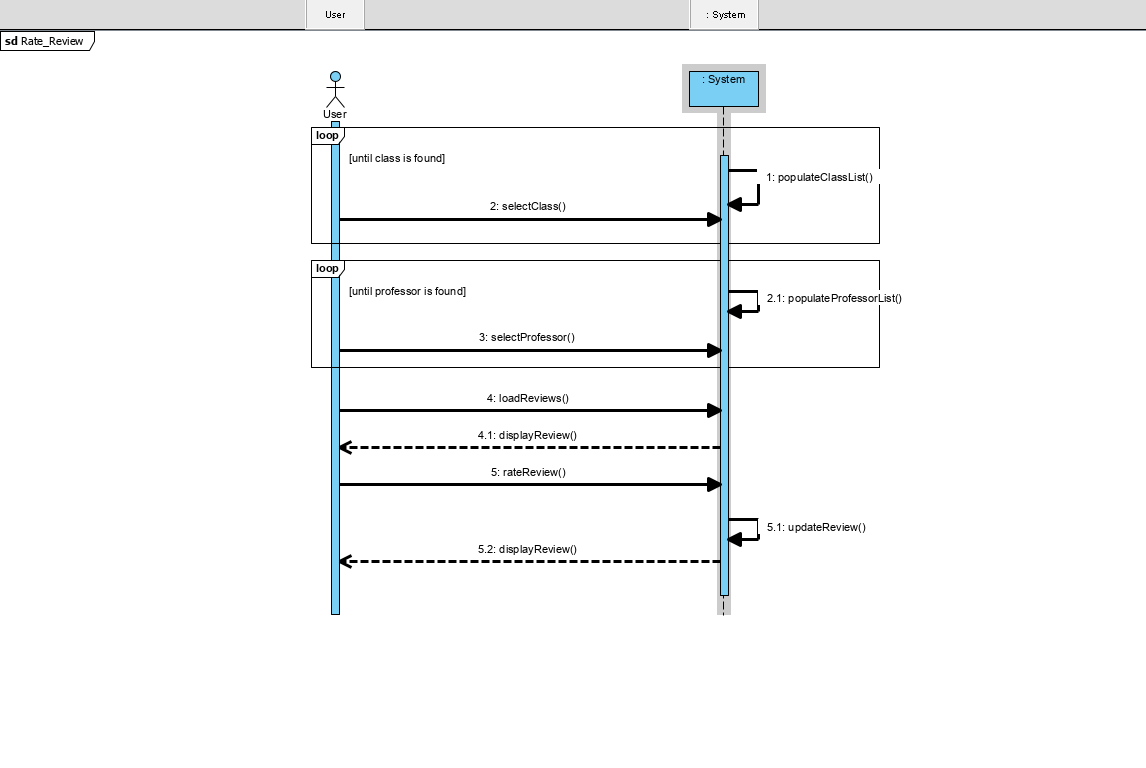 User
: System
sd Rate_Review
: System
User
loop
[until class is found]
1: populateClassList()
2: selectClass()
loop
[until professor is found]
2.1: populateProfessorList()
3: selectProfessor()
4: loadReviews()
4.1: displayReview()
5: rateReview()
5.1: updateReview()
5.2: displayReview()